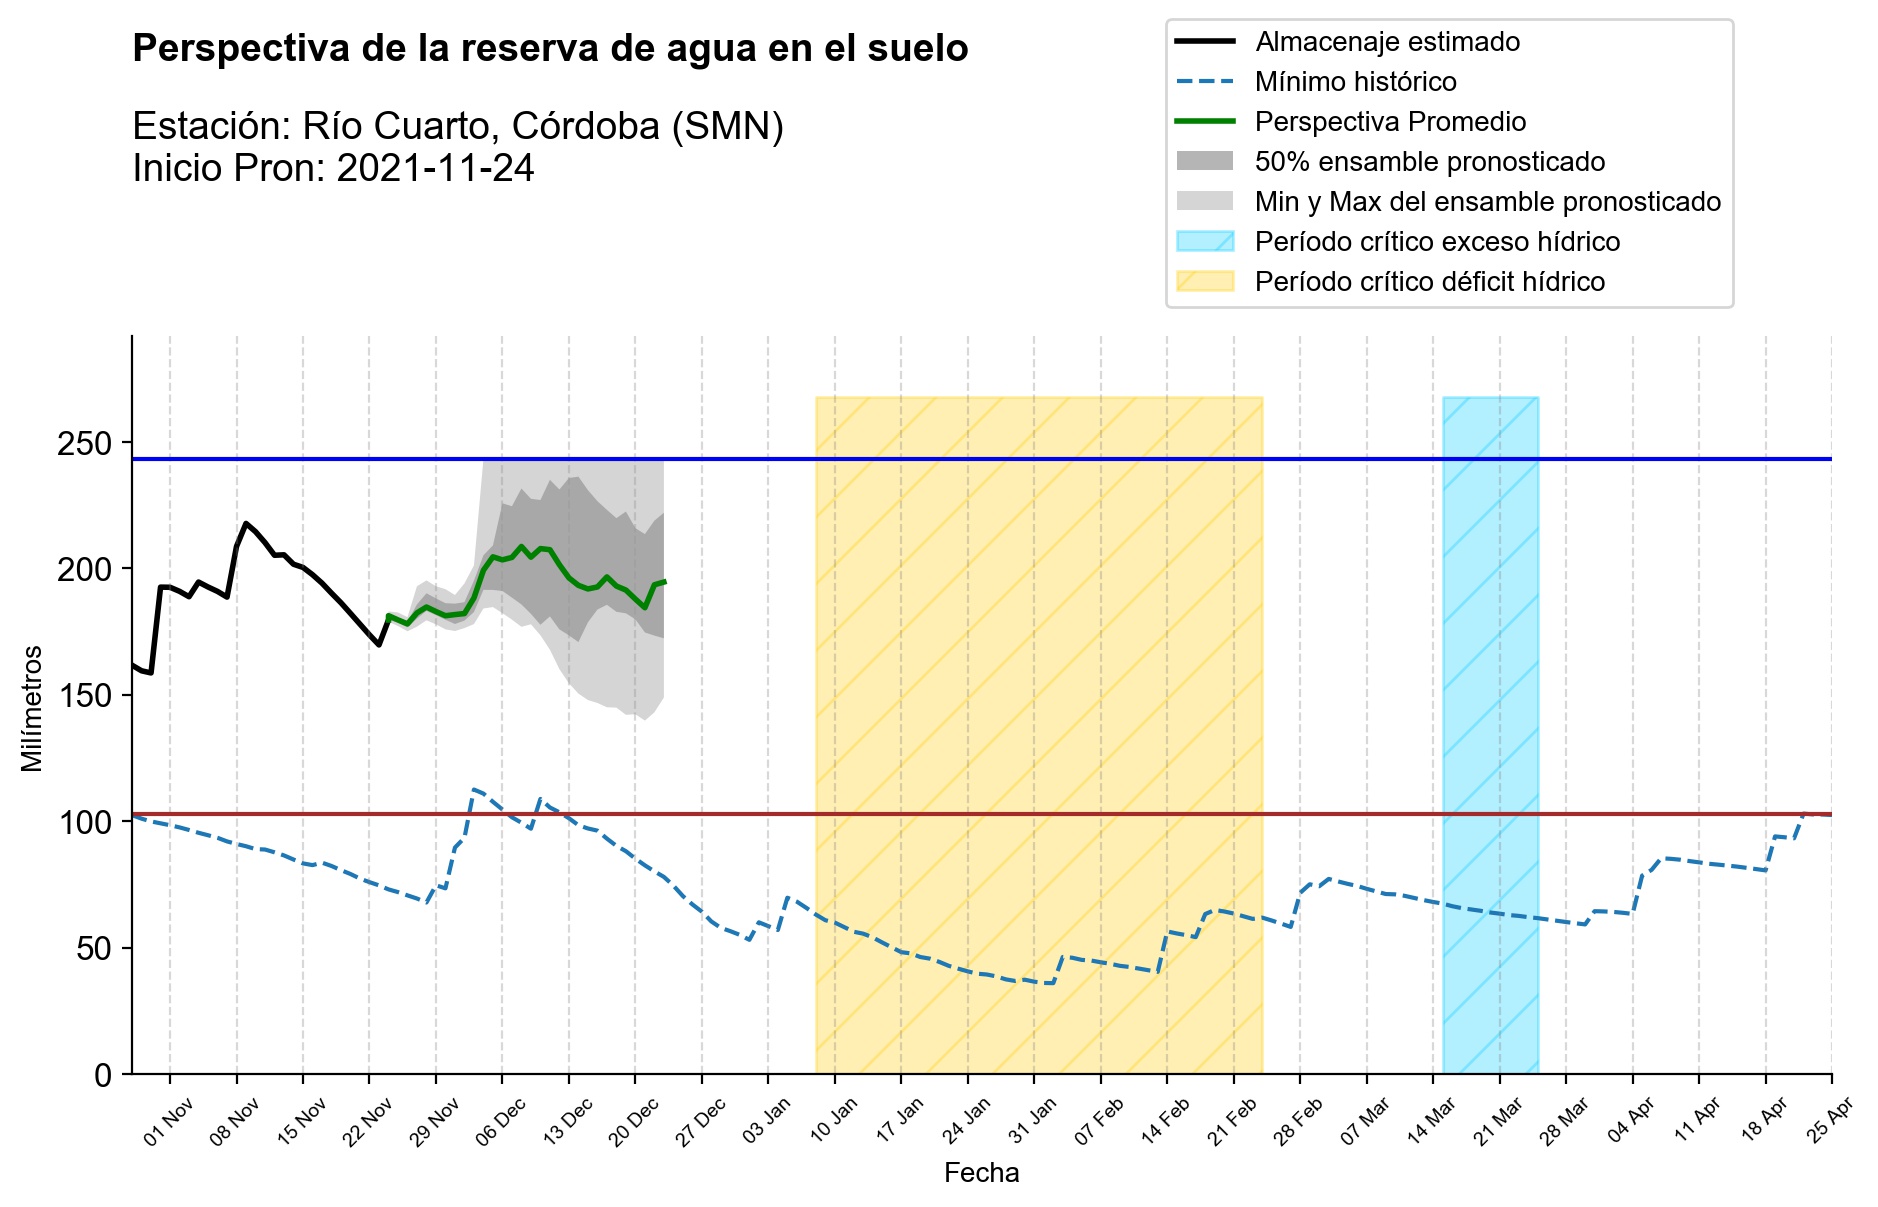 Perspectiva de la reserva de agua en el suelo
Estación: Río Cuarto, Córdoba (SMN)
Inicio Pron: 2021-11-24
Almacenaje estimado
Mínimo histórico
Perspectiva Promedio
50% ensamble pronosticado
Min y Max del ensamble pronosticado
Período crítico exceso hídrico
Período crítico déficit hídrico
Milímetros
250
200
150
100
50
0
01 Nov
08 Nov
15 Nov
22 Nov
29 Nov
06 Dec
13 Dec
20 Dec
27 Dec
03 Jan
10 Jan
17 Jan
24 Jan
31 Jan
07 Feb
14 Feb
21 Feb
28 Feb
07 Mar
14 Mar
21 Mar
28 Mar
04 Apr
11 Apr
18 Apr
25 Apr
Fecha